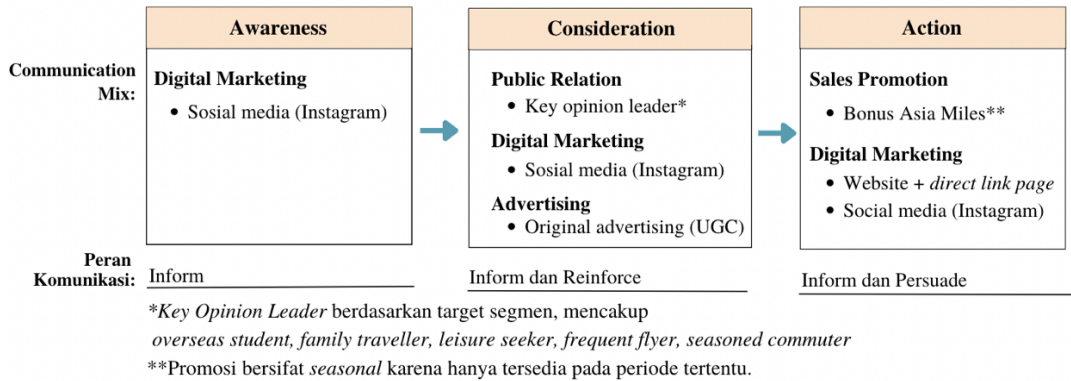 Awareness
Consideration
Action
Communication
Mix:
Digital Marketing
• Sosial media (Instagram)
Public Relation
• Key opinion leader*
Digital Marketing
• Sosial media (Instagram)
Advertising
• Original advertising (UGC)
Sales Promotion
• Bonus Asia Miles**
Digital Marketing
• Website + direct link page
• Social media (Instagram)
Peran
Komunikasi:
Inform
Inform dan Reinforce
Inform dan Persuade
*Key Opinion Leader berdasarkan target segmen, mencakup
overseas student, family traveller, leisure seeker, frequent flyer, seasoned commuter
**Promosi bersifat seasonal karena hanya tersedia pada periode tertentu.